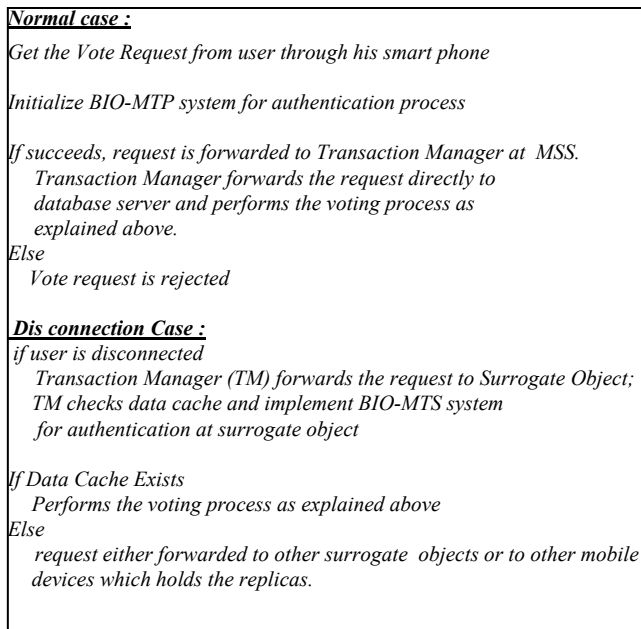 Normal case :
Get the Vote Request from user through his smart phone
Initialize BIO-MTP system for authentication process
If succeeds, request is forwarded to Transaction Manager at MSS.
Transaction Manager forwards the request directly to
database server and performs the voting process as
explained above.
Else
Vote request is rejected
Dis connection Case :
if user is disconnected
Transaction Manager (TM) forwards the request to Surrogate Object;
TM checks data cache and implement BIO-MTS system
for authentication at surrogate object
If Data Cache Exists
Performs the voting process as explained above
Else
request either forwarded to other surrogate objects or to other mobile
devices which holds the replicas.